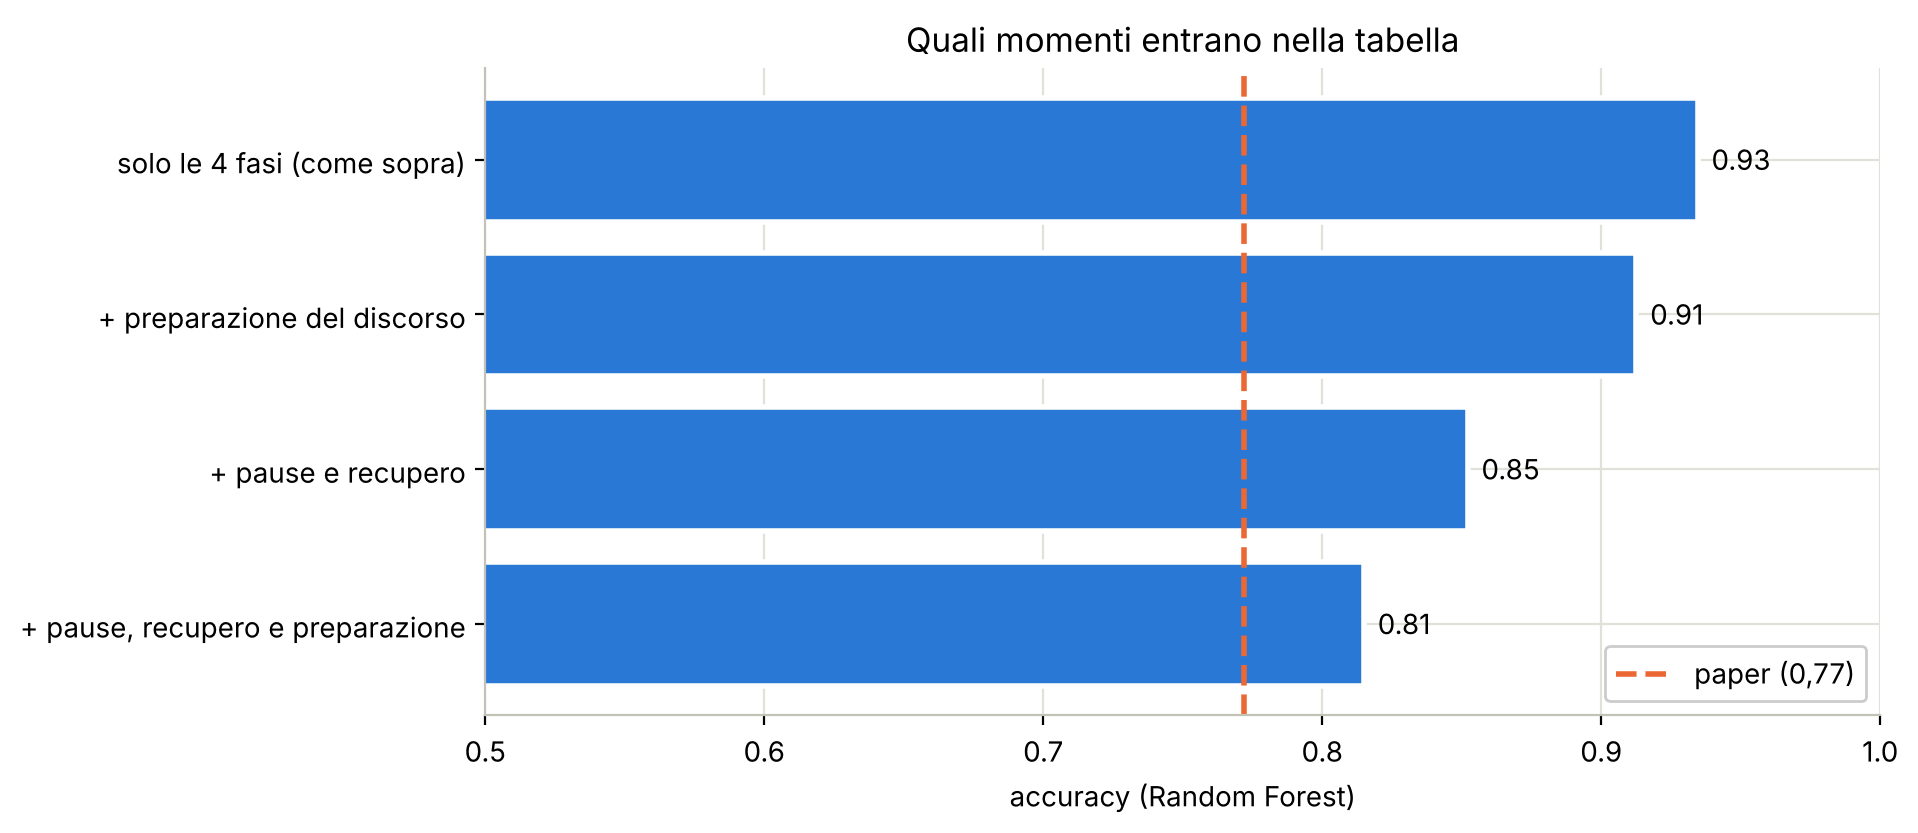 Quali momenti entrano nella tabella
solo le 4 fasi (come sopra)
0.93
+ preparazione del discorso
0.91
+ pause e recupero
0.85
+ pause, recupero e preparazione
0.81
paper (0,77)
0.5 0.6 0.7 0.8 0.9 1.0
accuracy (Random Forest)